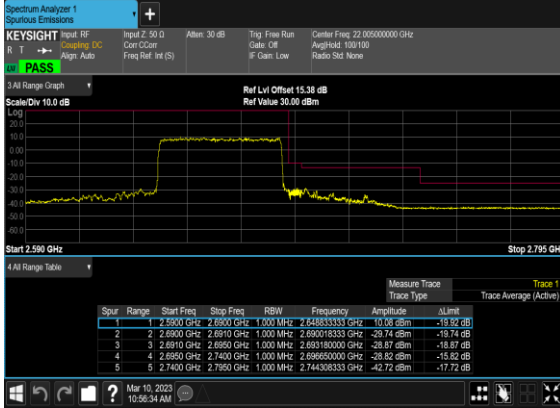 Spectrum Analyzer 1
Spurious Emissions
+
KEYSIGHT Input: RF Input Z: 50 Ω Atten: 30 dB Trig: Free Run Center Freq: 22.005000000 GHz
R T Coupling: DC Corr CCorr Gate: Off Avg|Hold: 100/100
Align: Auto Freq Ref: Int (S) IF Gain: Low Radio Std: None
LXI PASS
3 All Range Graph
Ref Lvl Offset 15.38 dB
Scale/Div 10.0 dB Ref Value 30.00 dBm
Log
20.0
10.0
0.00
-10.0
-20.0
-30.0
-40.0
-50.0
-60.0
Start 2.590 GHz Stop 2.795 GHz
4 All Range Table
Measure Trace Trace 1
Trace Type Trace Average (Active)
Spur Range Start Freq Stop Freq RBW Frequency Amplitude ΔLimit
1 1 2.5900 GHz 2.6900 GHz 1.000 MHz 2.648833333 GHz 10.08 dBm -19.92 dB
2 2 2.6900 GHz 2.6910 GHz 1.000 MHz 2.690018333 GHz -29.74 dBm -19.74 dB
3 3 2.6910 GHz 2.6950 GHz 1.000 MHz 2.693180000 GHz -28.87 dBm -18.87 dB
4 4 2.6950 GHz 2.7400 GHz 1.000 MHz 2.696650000 GHz -28.82 dBm -15.82 dB
5 5 2.7400 GHz 2.7950 GHz 1.000 MHz 2.744308333 GHz -42.72 dBm -17.72 dB
?
Mar 10, 2023
10:56:34 AM